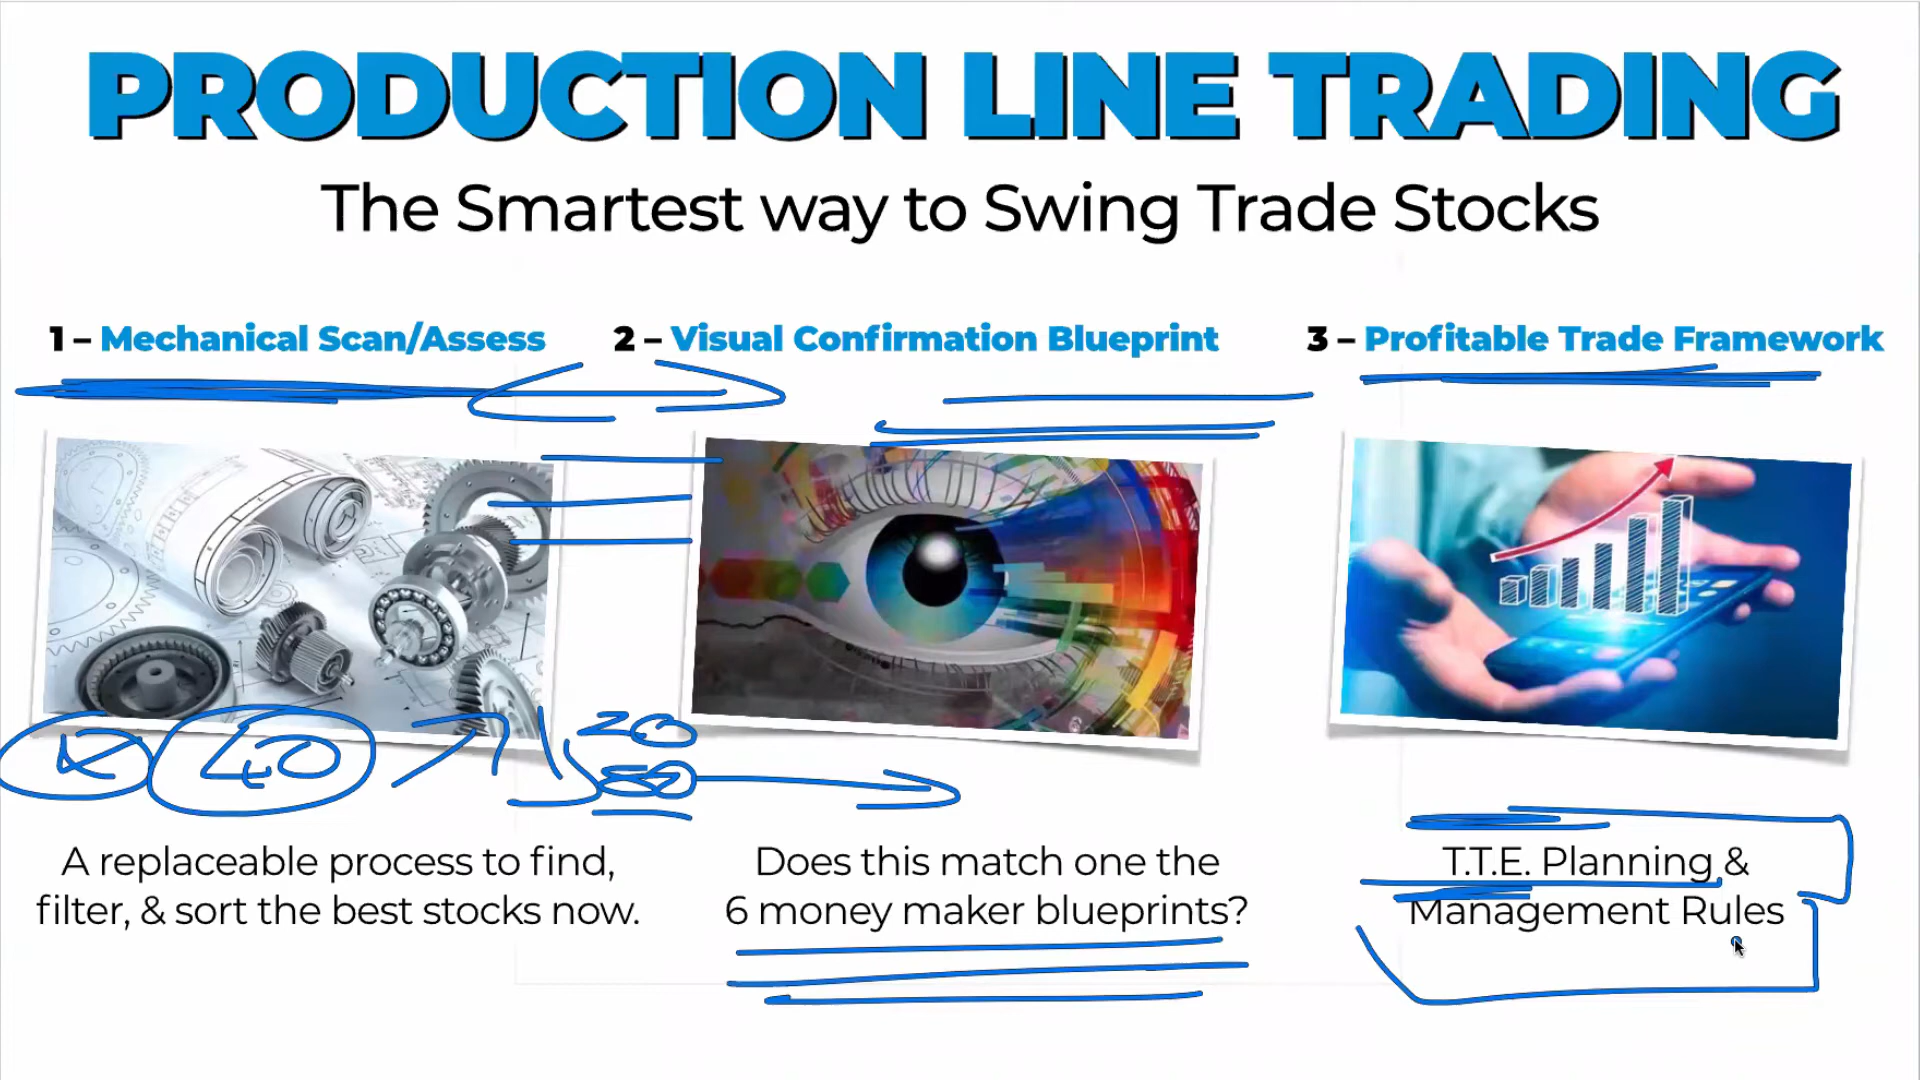 PRODUCTION LINE TRADING
The Smartest way to Swing Trade Stocks
1 – Mechanical Scan/Assess
2 – Visual Confirmation Blueprint
3 – Profitable Trade Framework
40
20
A replaceable process to find,
filter, & sort the best stocks now.
Does this match one the
6 money maker blueprints?
T.T.E. Planning &
Management Rules